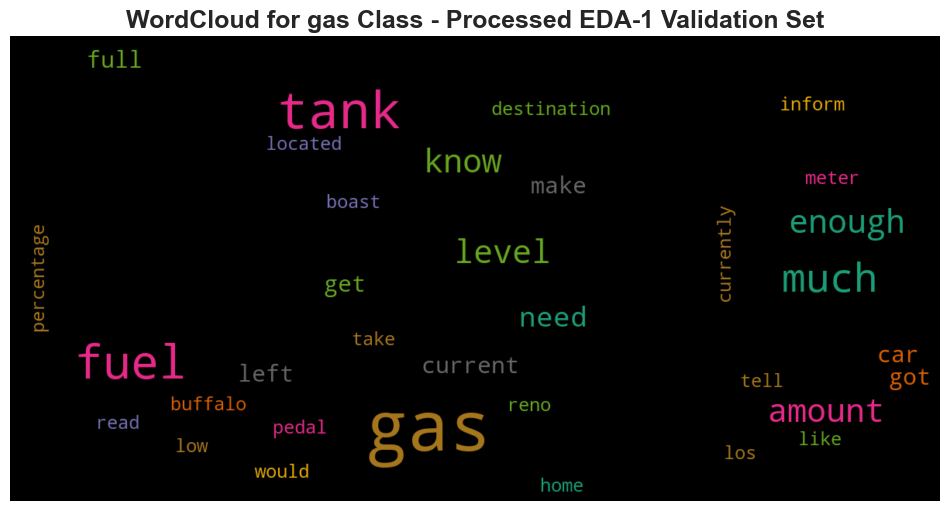 WordCloud for gas Class - Processed EDA-1 Validation Set
full
tank
destination
inform
located
know
make
meter
boast
enough
currently
percentage
level
much
get
need
take
fuel
left
current
car
got
tell
buffalo
reno
amount
read
pedal
gas
like
low
los
would
home